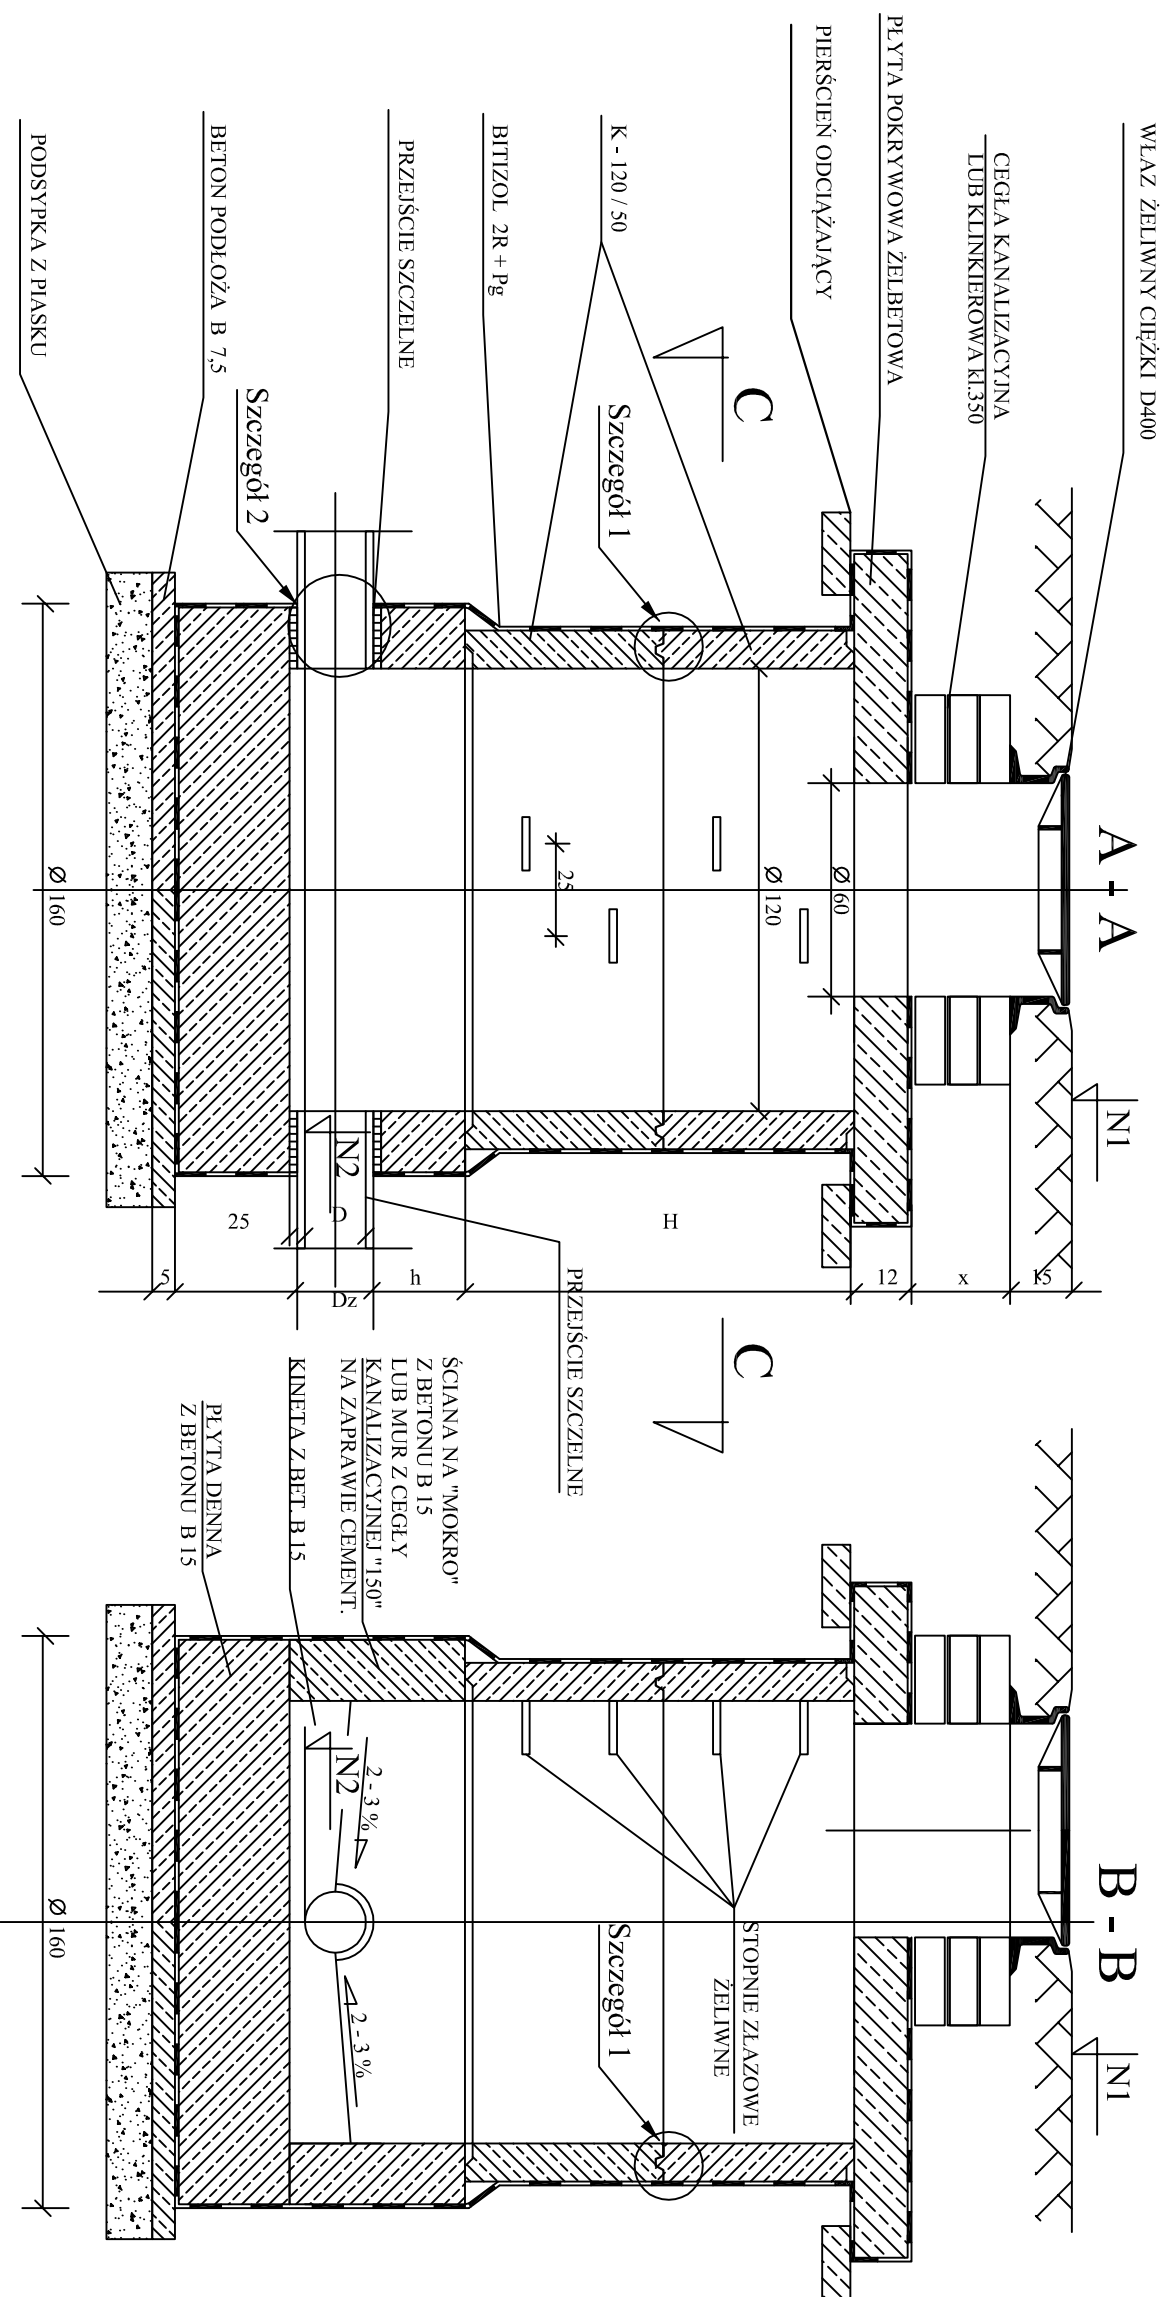 A - A
WŁAZ ŻELIWNY CIĘŻKI D400
CEGŁA KANALIZACYJNA
LUB KLINKIEROWA kl.350
PŁYTA POKRYWOWA ŻELBETOWA
PIERŚCIEŃ ODCIĄŻAJĄCY
C
K - 120 / 50
Szczegół 1
BITIZOL 2R + Pg
PRZEJŚCIE SZCZELNE
Szczegół 2
BETON PODŁOŻA B 7,5
PODSYPKA Z PIASKU
Ø 60
Ø 120
25
Ø 160
N1
N2
15
x
12
H
h
D
Dz
25
5
C
PRZEJŚCIE SZCZELNE
B - B
N1
ŚCIANA NA "MOKRO"
Z BETONU B 15
LUB MUR Z CEGŁY
KANALIZACYJNEJ "150"
NA ZAPRAWIE CEMENT.
KINETA Z BET. B 15
PŁYTA DENNA
Z BETONU B 15
STOPNIE ZŁAZOWE
ŻELIWNE
Szczegół 1
N2
2 - 3 %
2 - 3 %
Ø 160